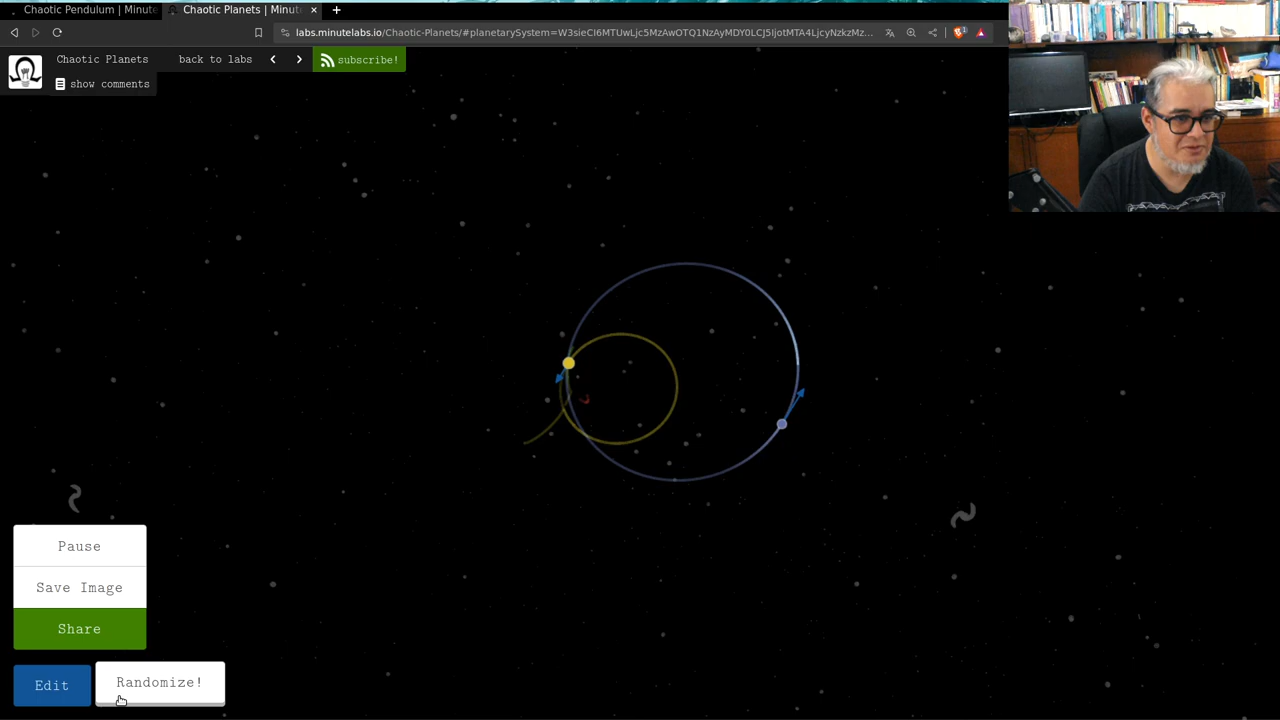 Chaotic Pendulum | Minute
Chaotic Planets | Minut
labs.minutelabs.io/Chaotic-Planets/#planetarySystem=W3sieCI6MTUwLjc5MzAwOTQ1NzAyMDY0LCJ5IjotMTA4LjcyNzkzMz...
Chaotic Planets
back to labs
subscribe!
show comments
Pause
Save Image
Share
Edit
Randomize!